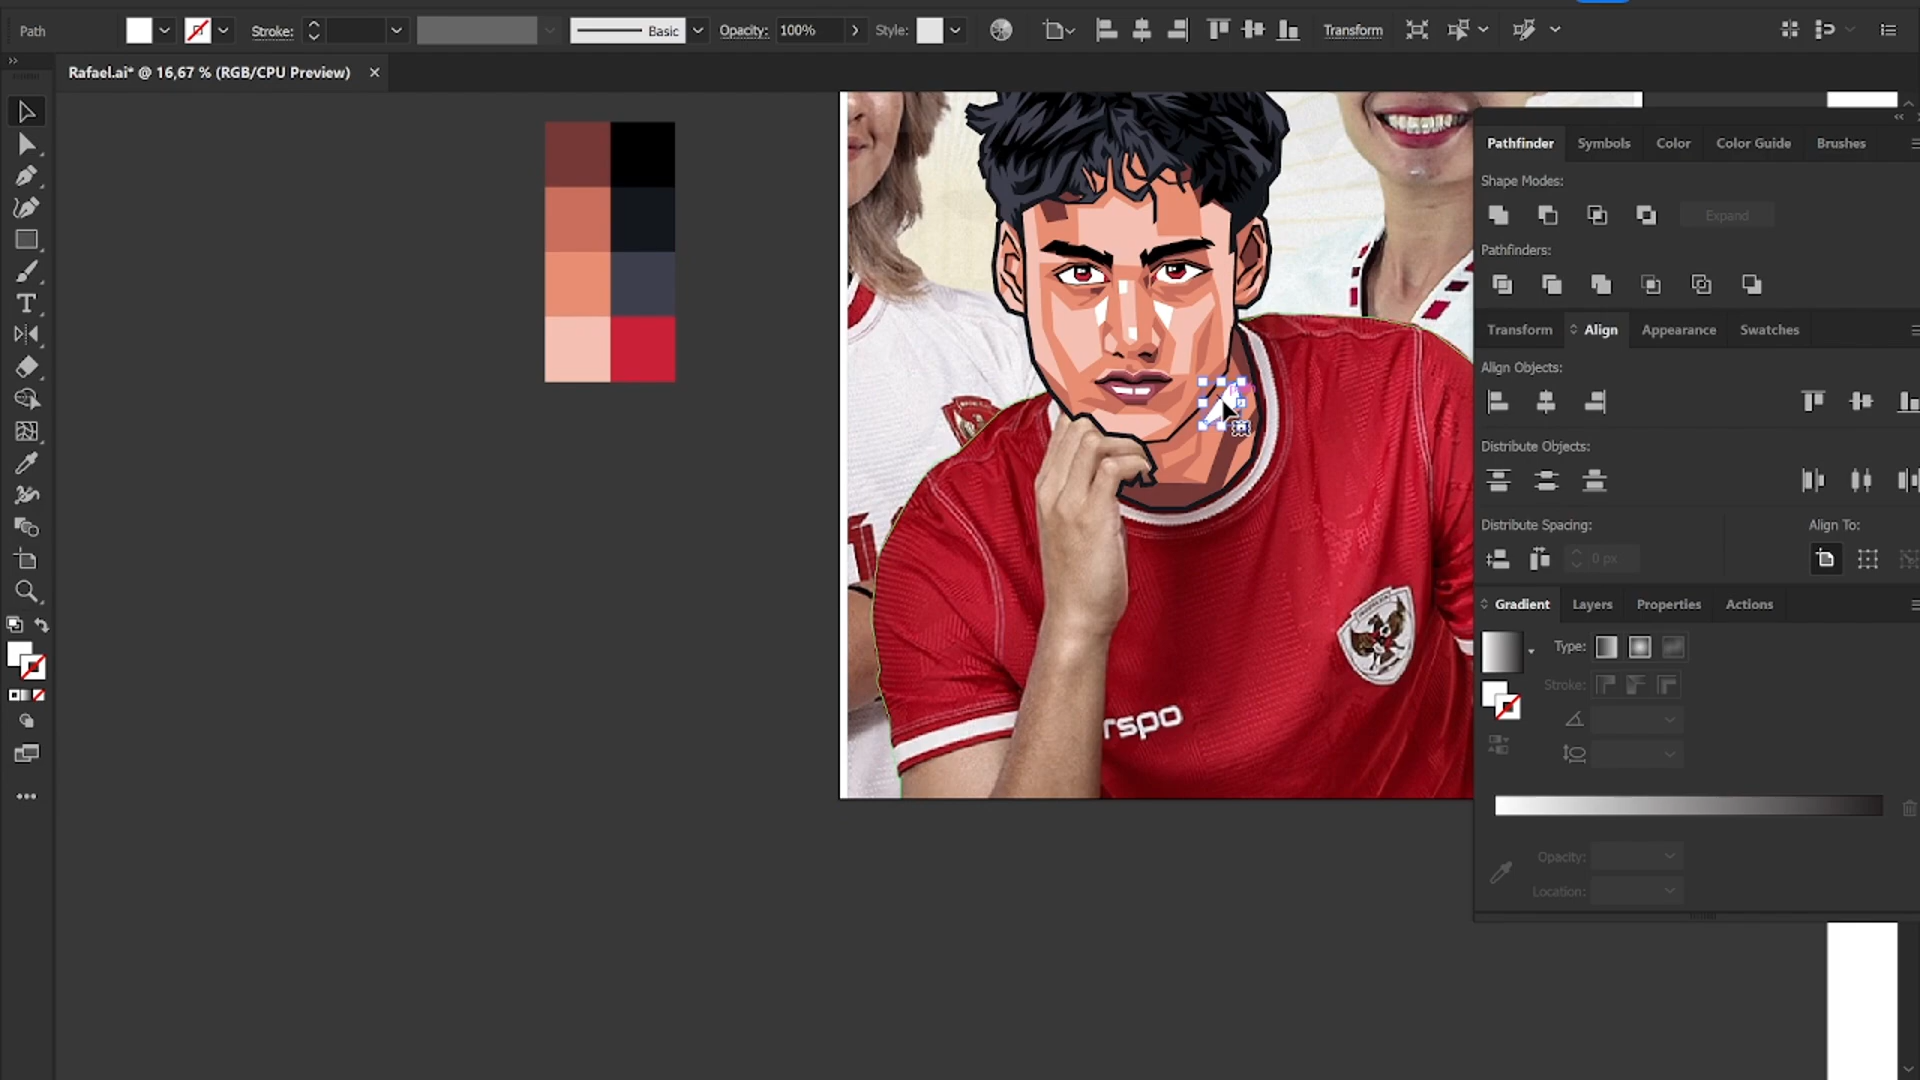 Path
Stroke:
Basic
Opacity:
100%
Style:
Transform
Rafael.ai* @ 16,67 % (RGB/CPU Preview)
Pathfinder
Symbols
Color
Color Guide
Brushes
Shape Modes:
Expand
Pathfinders:
Transform
Align
Appearance
Swatches
Align Objects:
Distribute Objects:
Distribute Spacing:
Align To:
0 px
Gradient
Layers
Properties
Actions
Type:
Stroke:
Opacity:
Location:
rspo